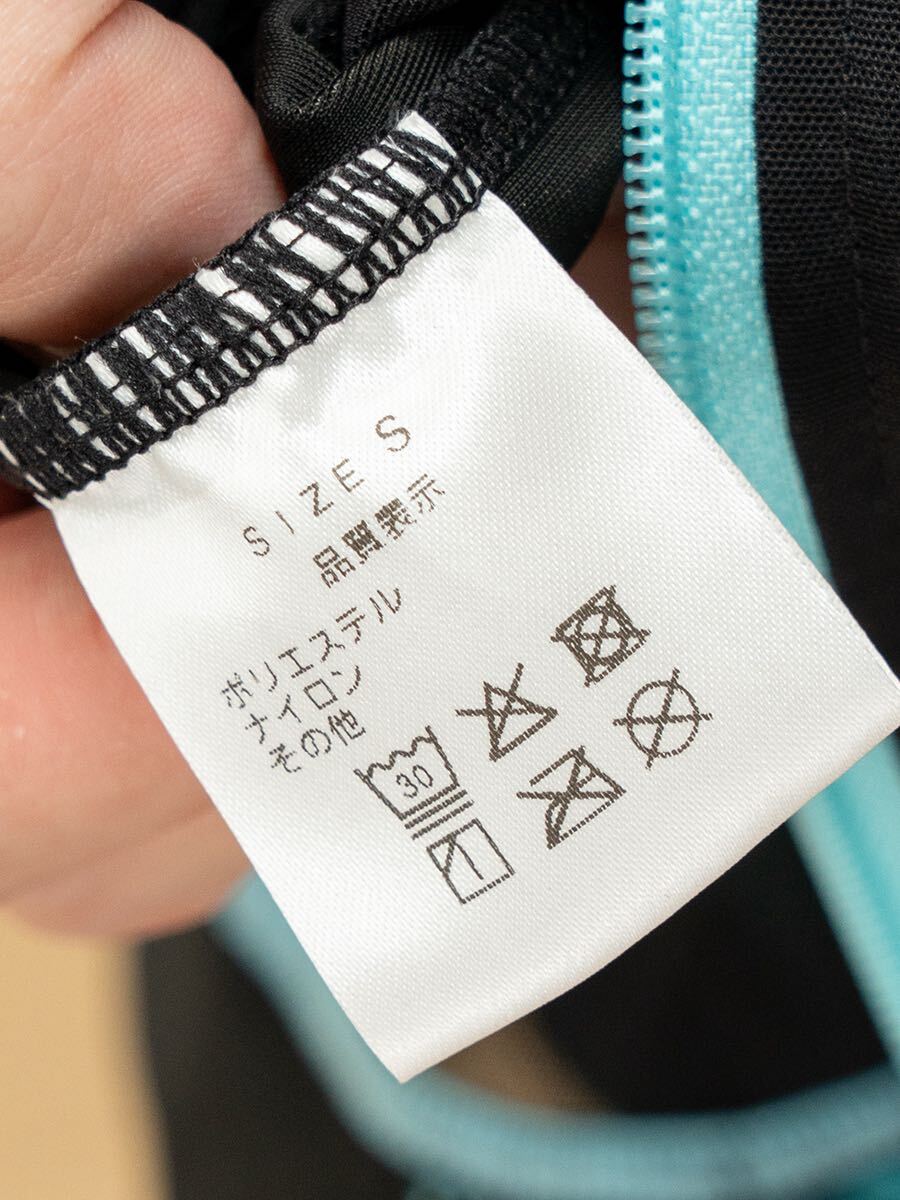 SIZE S
品質表示
ポリエステル
ナイロン
その他
30